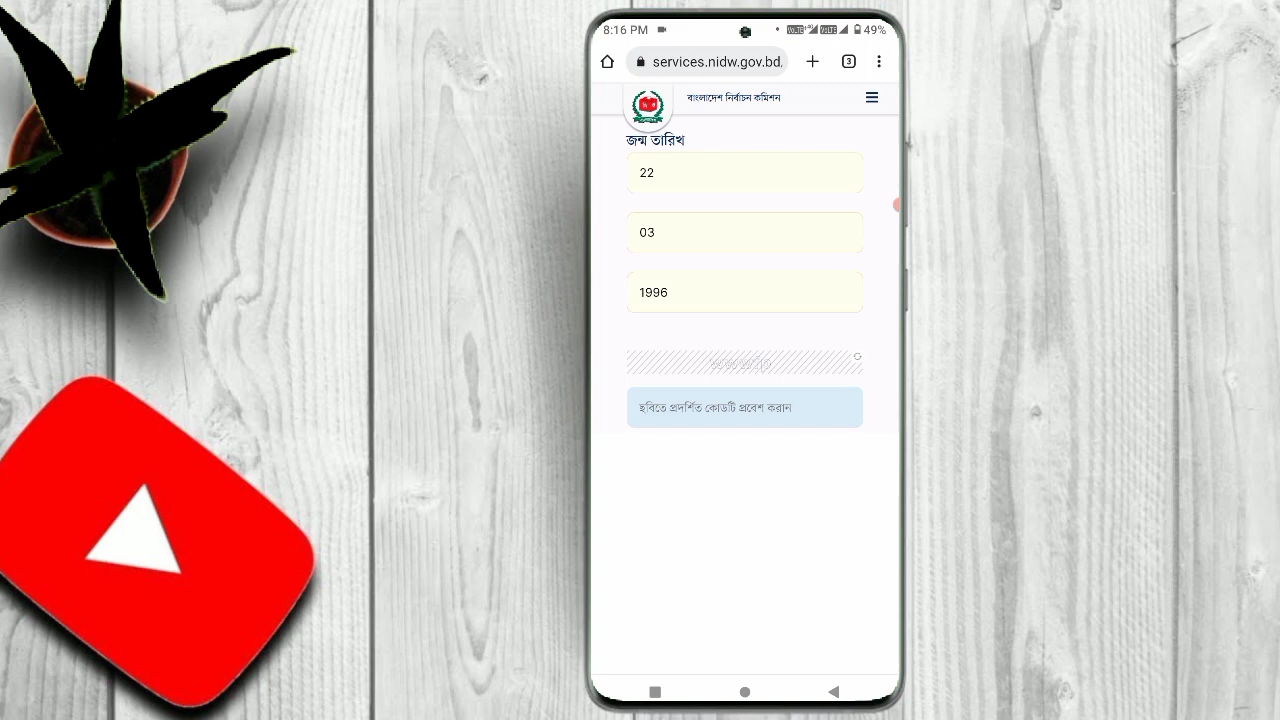 8:16 PM
49%
services.nidw.gov.bd.
3
বাংলাদেশ নির্বাচন কমিশন
জন্ম তারিখ
22
03
1996
ছবিতে প্রদর্শিত কোডটি প্রবেশ করান